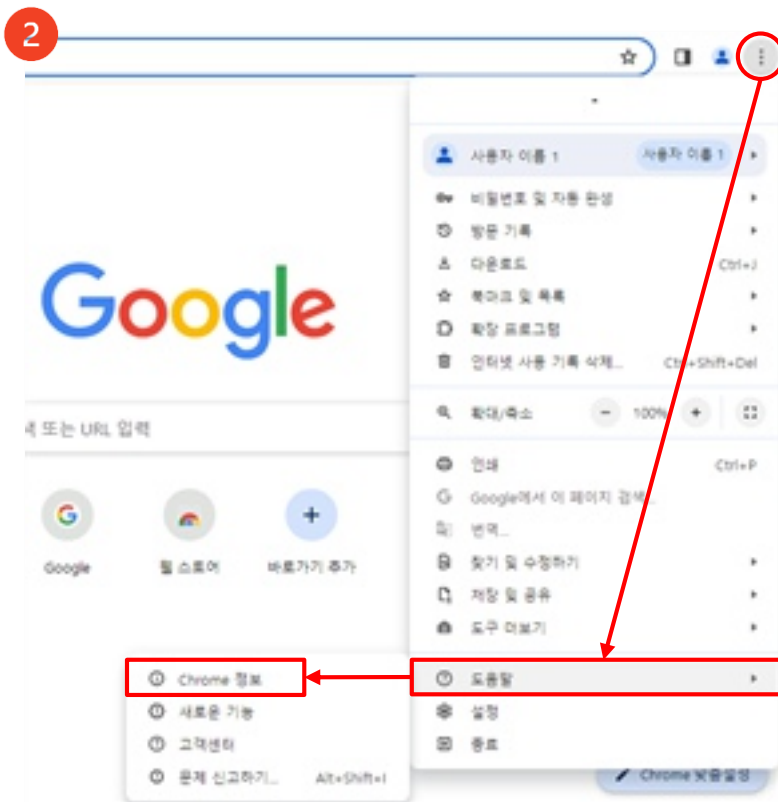 2
사용자 이름 1 사용자 이름 1
비밀번호 및 자동 완성
방문 기록
다운로드 Ctrl+J
북마크 및 목록
확장 프로그램
인터넷 사용 기록 삭제... Ctrl+Shift+Del
확대/축소 − 100% +
인쇄 Ctrl+P
Google에서 이 페이지 검색...
번역...
찾기 및 수정하기
저장 및 공유
도구 더보기
도움말
설정
종료
Google
색 또는 URL 입력
Google 웹 스토어 바로가기 추가
Chrome 정보
새로운 기능
고객센터
문제 신고하기... Alt+Shift+I
Chrome 맞춤설정